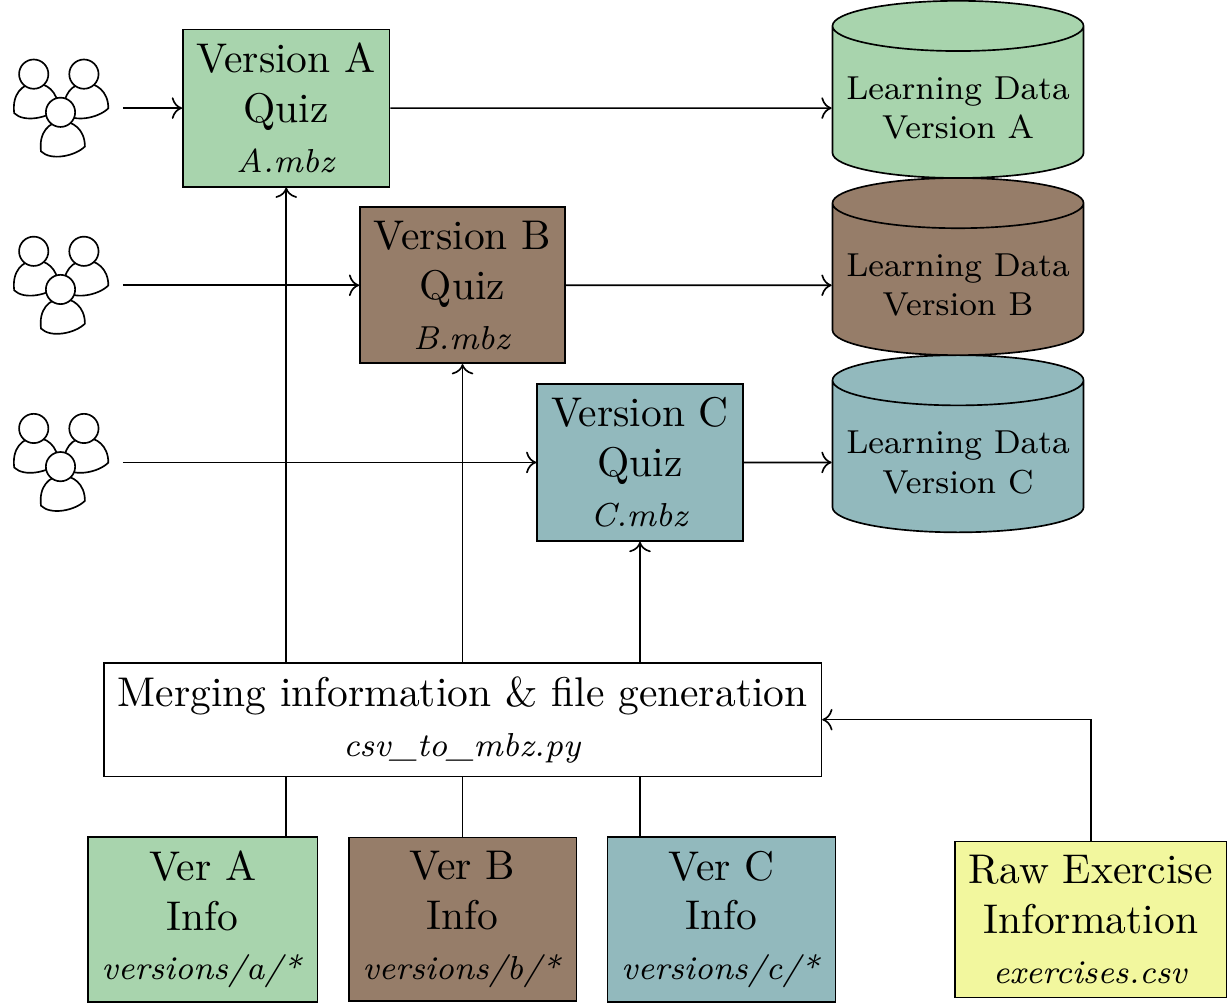 Version A
Quiz
A.mbz
Learning Data
Version A
Version B
Quiz
B.mbz
Learning Data
Version B
Version C
Quiz
C.mbz
Learning Data
Version C
Merging information & file generation
csv_to_mbz.py
Ver A
Info
versions/a/*
Ver B
Info
versions/b/*
Ver C
Info
versions/c/*
Raw Exercise
Information
exercises.csv